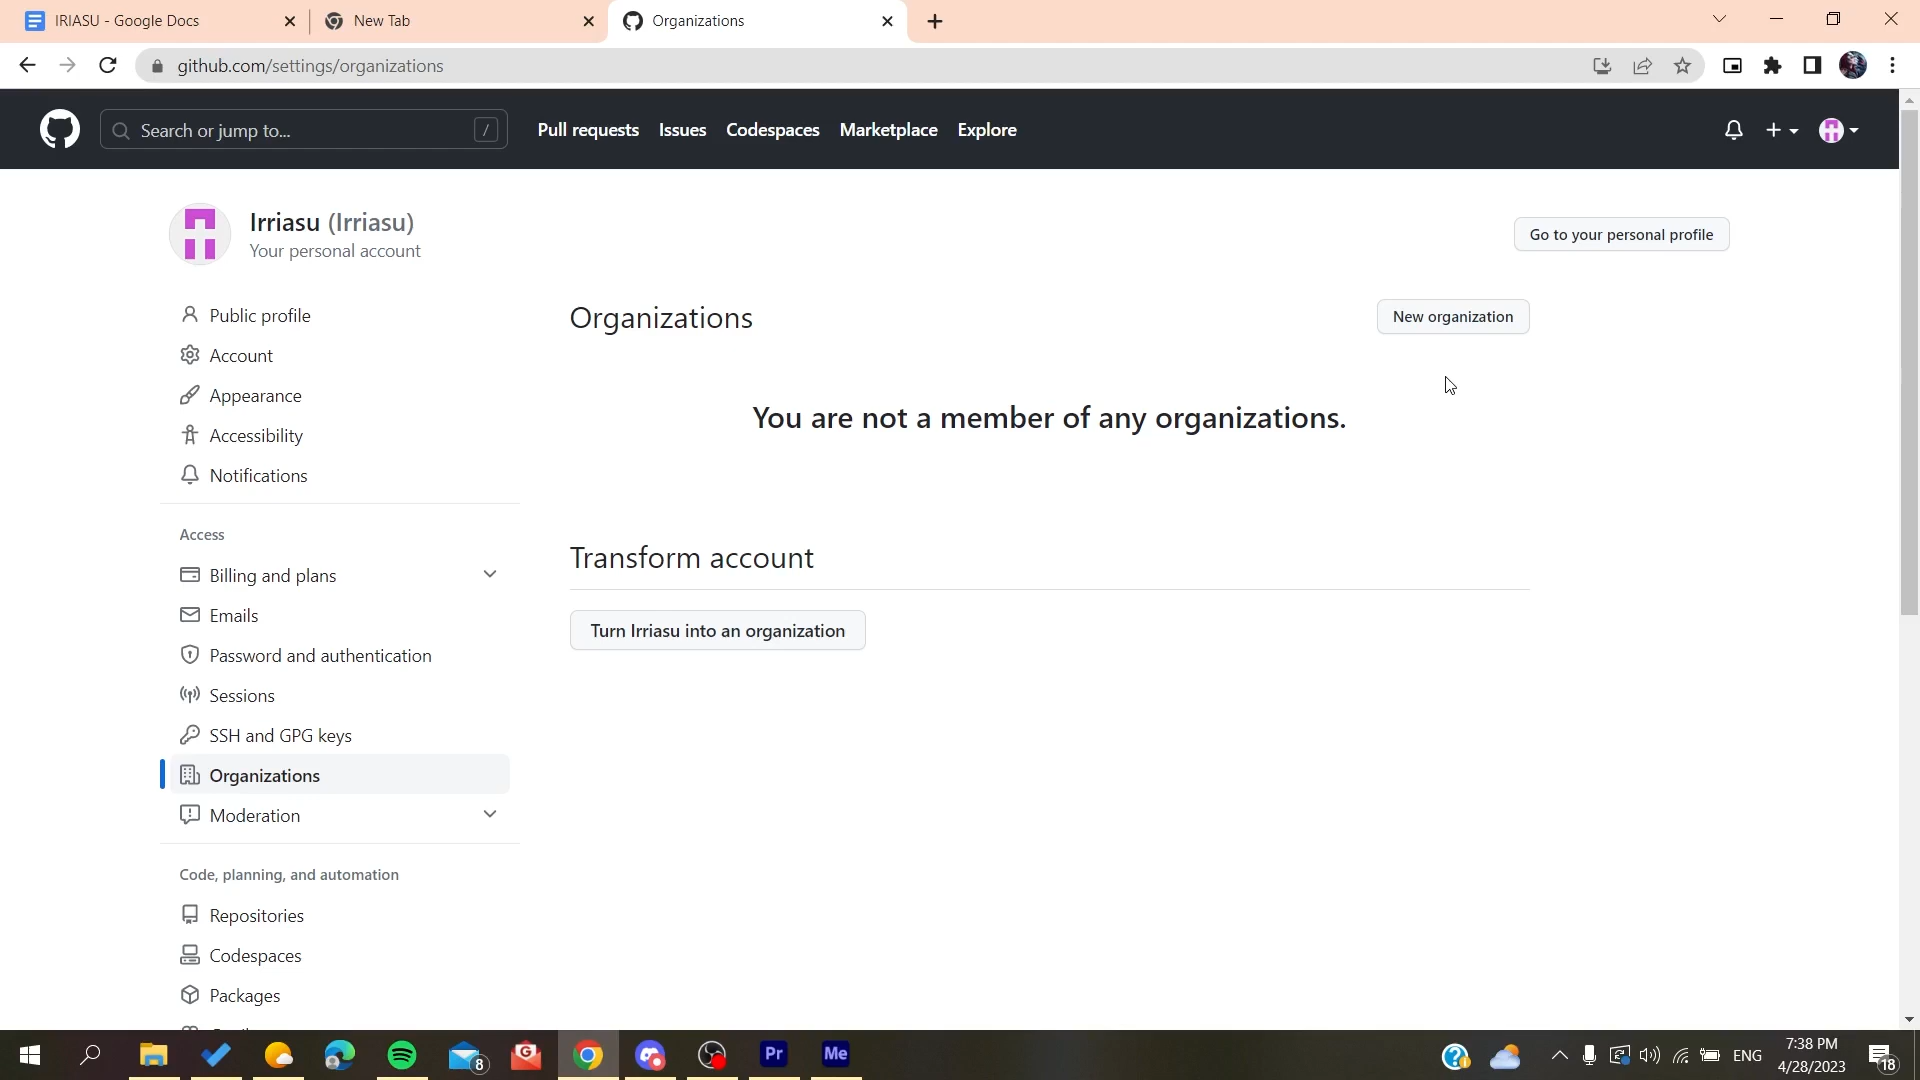 IRIASU - Google Docs
New Tab
Organizations
github.com/settings/organizations
Search or jump to...
/
Pull requests
Issues
Codespaces
Marketplace
Explore
Irriasu (Irriasu)
Your personal account
Go to your personal profile
Public profile
Account
Appearance
Accessibility
Notifications
Access
Billing and plans
Emails
Password and authentication
Sessions
SSH and GPG keys
Organizations
Moderation
Code, planning, and automation
Repositories
Codespaces
Packages
Organizations
New organization
You are not a member of any organizations.
Transform account
Turn Irriasu into an organization
8
G
Pr
Me
ENG
7:38 PM
4/28/2023
18